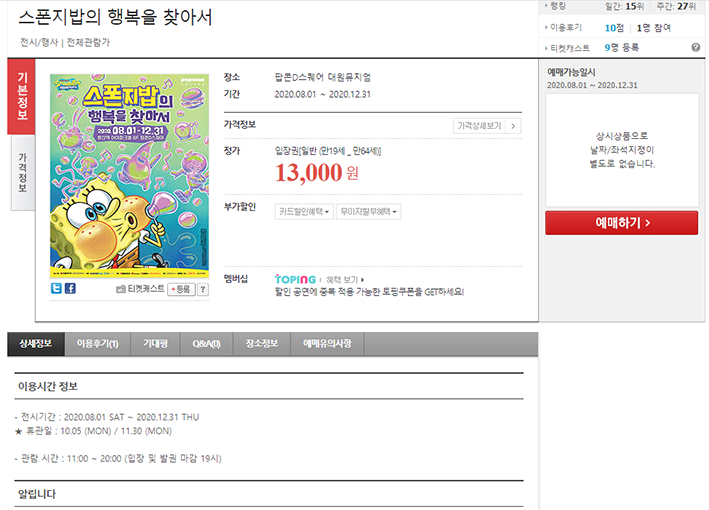 스폰지밥의 행복을 찾아서
전시/행사 | 전체관람가
랭킹 일간: 15위 주간: 27위
이용후기 10점 | 1명 참여
티켓캐스트 9명 등록 ?
기본정보
가격정보
스폰지밥의
행복을 찾아서
2020.08.01-12.31
티켓캐스트 +등록 ?
장소 팝콘D스퀘어 대원뮤지엄
기간 2020.08.01 ~ 2020.12.31
가격정보 가격상세보기 >
정가 입장권[일반 (만19세 _ 만64세)]
13,000 원
부가할인 카드할인혜택 무이자할부혜택
멤버십 TOPING | 혜택 보기
할인 공연에 중복 적용 가능한 토핑쿠폰을 GET하세요!
예매가능일시
2020.08.01 ~ 2020.12.31
상시상품으로
날짜/좌석지정이
별도로 없습니다.
예매하기 >
상세정보 이용후기(1) 기대평 Q&A(0) 장소정보 예매유의사항
이용시간 정보
- 전시기간 : 2020.08.01 SAT ~ 2020.12.31 THU
★ 휴관일 : 10.05 (MON) / 11.30 (MON)
- 관람 시간 : 11:00 ~ 20:00 (입장 및 발권 마감 19시)
알립니다